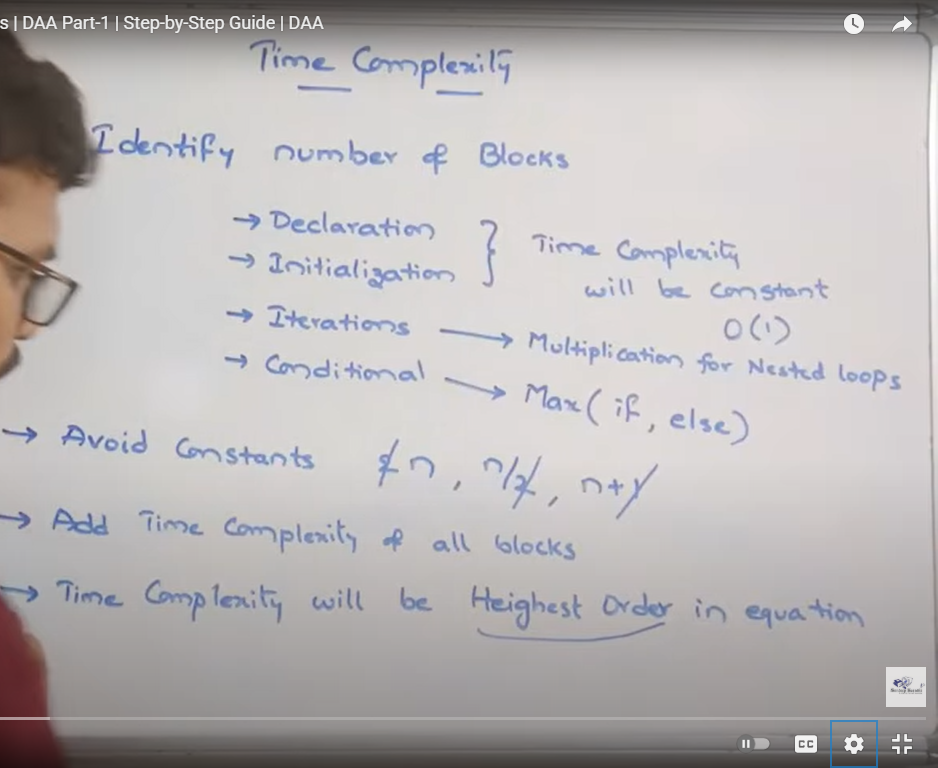 s | DAA Part-1 | Step-by-Step Guide | DAA
Time Complexity
Identify number of Blocks
→ Declaration } Time Complexity
→ Initialization will be constant
O(1)
→ Iterations → Multiplication for Nested loops
→ Conditional → Max(if, else)
→ Avoid Constants 2n, n/2, n+1
→ Add Time Complexity of all blocks
→ Time Complexity will be Heighest Order in equation
CC